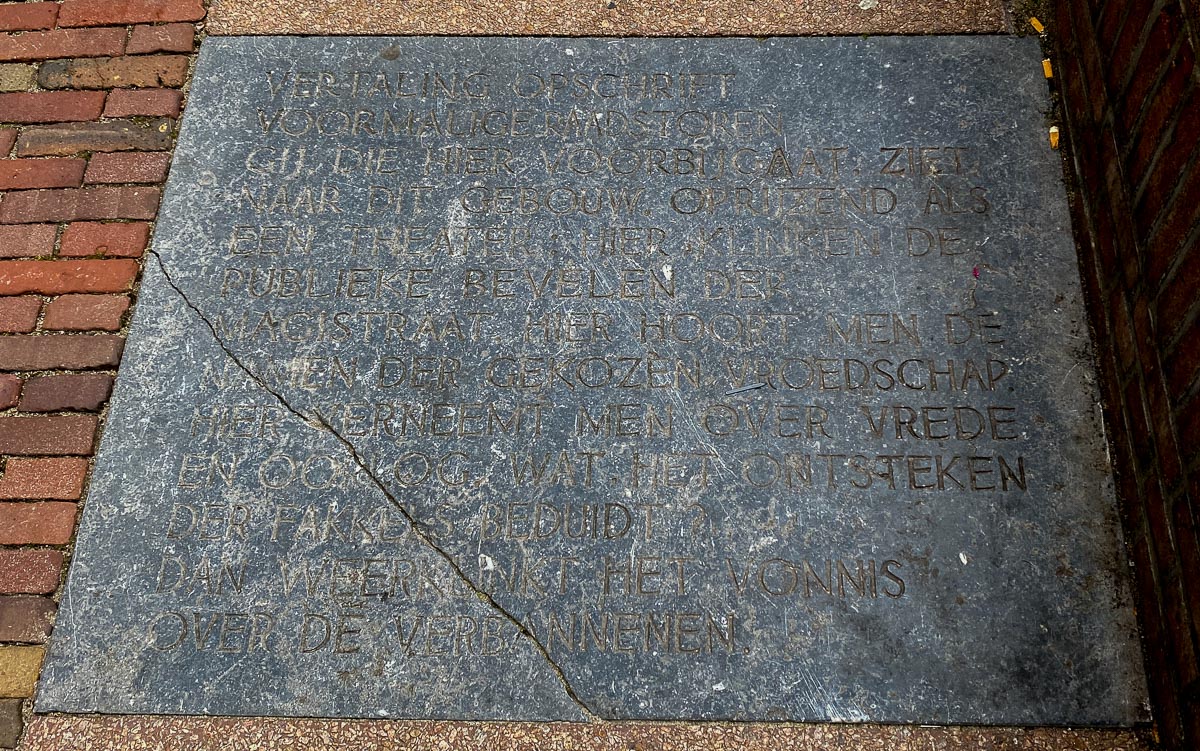 VERTALING OPSCHRIFT
VOORMALIGE RAADSTOREN
GIJ, DIE HIER VOORBIJGAAT, ZIET,
NAAR DIT GEBOUW, OPRIJZEND ALS
EEN THEATER: HIER KLINKEN DE
PUBLIEKE BEVELEN DER
MAGISTRAAT. HIER HOORT MEN DE
NAMEN DER GEKOZEN VROEDSCHAP.
HIER VERNEEMT MEN OVER VREDE
EN OORLOG. WAT HET ONTSTEKEN
DER FAKKELS BEDUIDT?
DAN WEERKLINKT HET VONNIS
OVER DE VERBANNENEN.